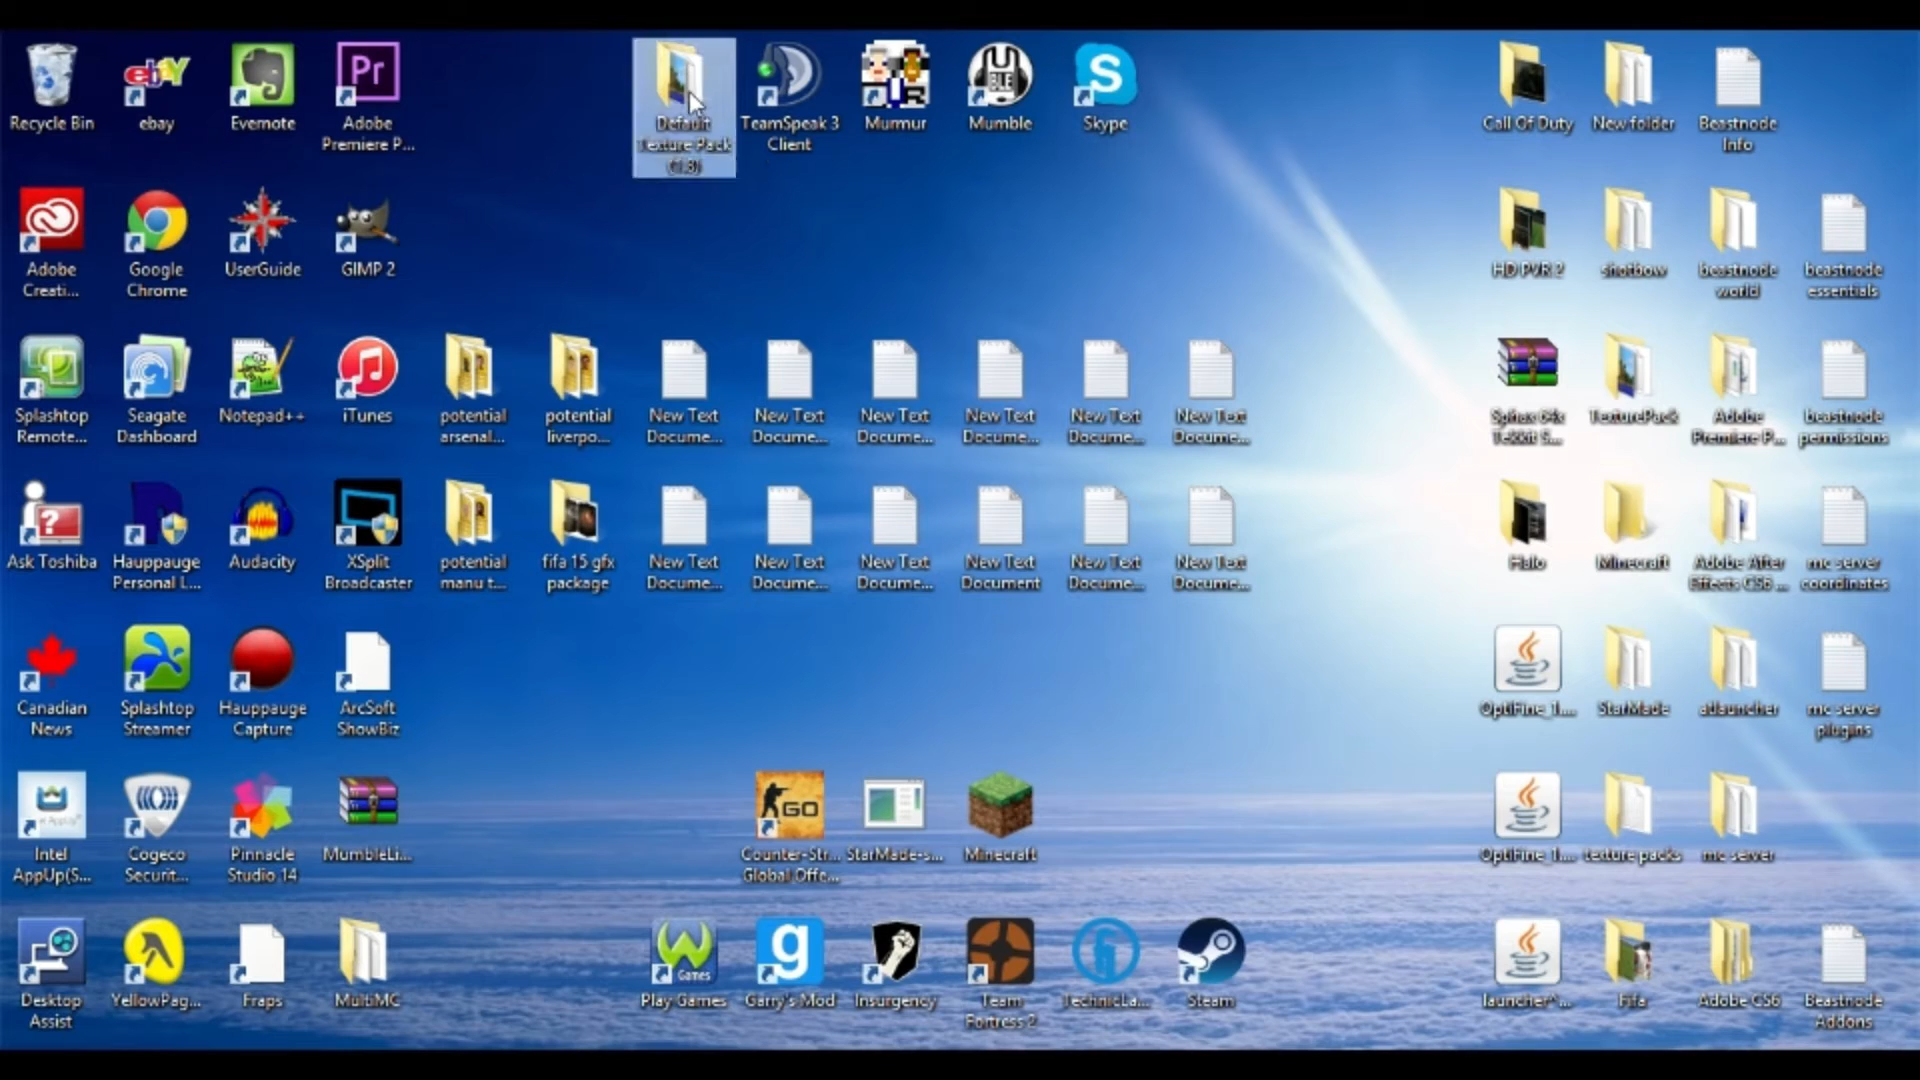 Recycle Bin
ebay
Evernote
Adobe
Premiere P...
Default
Texture Pack
(1.8)
TeamSpeak 3
Client
Murmur
Mumble
Skype
Call Of Duty
New folder
Beastnode
Info
Adobe
Creati...
Google
Chrome
UserGuide
GIMP 2
HD PVR 2
shotbow
beastnode
world
beastnode
essentials
Splashtop
Remote...
Seagate
Dashboard
Notepad++
iTunes
potential
arsenal...
potential
liverpo...
New Text
Docume...
New Text
Docume...
New Text
Docume...
New Text
Docume...
New Text
Docume...
New Text
Docume...
Sphax 64x
Tekkit S...
TexturePack
Adobe
Premiere P...
beastnode
permissions
Ask Toshiba
Hauppauge
Personal L...
Audacity
XSplit
Broadcaster
potential
manu t...
fifa 15 gfx
package
New Text
Docume...
New Text
Docume...
New Text
Docume...
New Text
Document
New Text
Docume...
New Text
Docume...
Halo
Minecraft
Adobe After
Effects CS6 ...
mc server
coordinates
Canadian
News
Splashtop
Streamer
Hauppauge
Capture
ArcSoft
ShowBiz
OptiFine_1....
StarMade
atlauncher
mc server
plugins
Intel
AppUp(S...
Cogeco
Securit...
Pinnacle
Studio 14
MumbleLi...
GO
Counter-Str...
Global Offe...
StarMade-s...
Minecraft
OptiFine_1....
texture packs
mc server
Desktop
Assist
YellowPag...
Fraps
MultiMC
Games
Play Games
g
Garry's Mod
Insurgency
Team
Fortress 2
TechnicLa...
Steam
launcher^...
Fifa
Adobe CS6
Beastnode
Addons